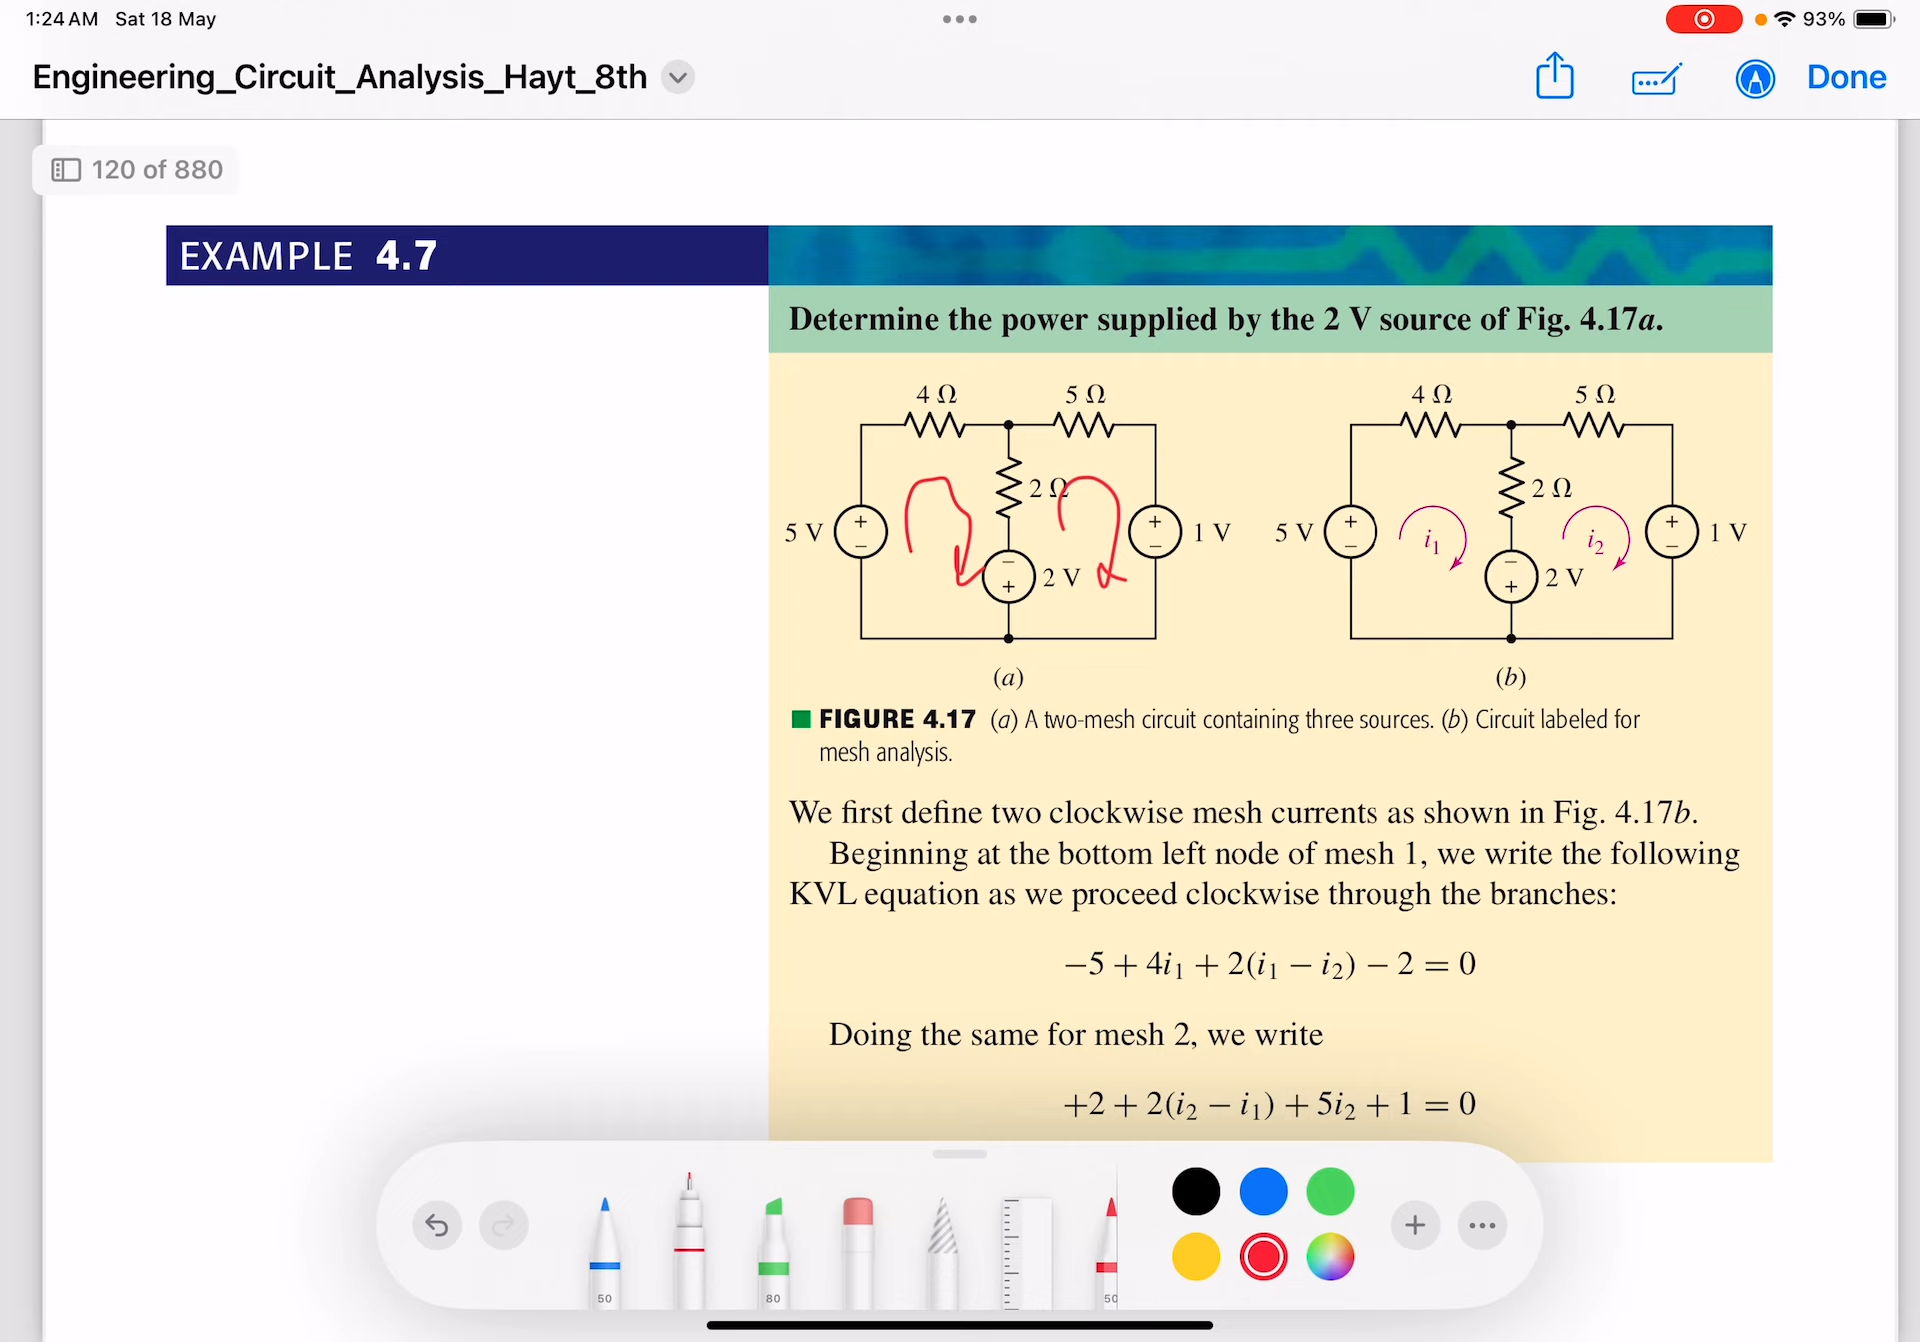 1:24 AM Sat 18 May
93%
Engineering_Circuit_Analysis_Hayt_8th
Done
120 of 880
EXAMPLE 4.7
Determine the power supplied by the 2 V source of Fig. 4.17a.
4 Ω 5 Ω 4 Ω 5 Ω
2 Ω 2 Ω
5 V + − + − 1 V 5 V + − i₁ i₂ + − 1 V
− + 2 V − + 2 V
(a) (b)
FIGURE 4.17 (a) A two-mesh circuit containing three sources. (b) Circuit labeled for
mesh analysis.
We first define two clockwise mesh currents as shown in Fig. 4.17b.
Beginning at the bottom left node of mesh 1, we write the following
KVL equation as we proceed clockwise through the branches:
−5 + 4i₁ + 2(i₁ − i₂) − 2 = 0
Doing the same for mesh 2, we write
+2 + 2(i₂ − i₁) + 5i₂ + 1 = 0
50 80 50